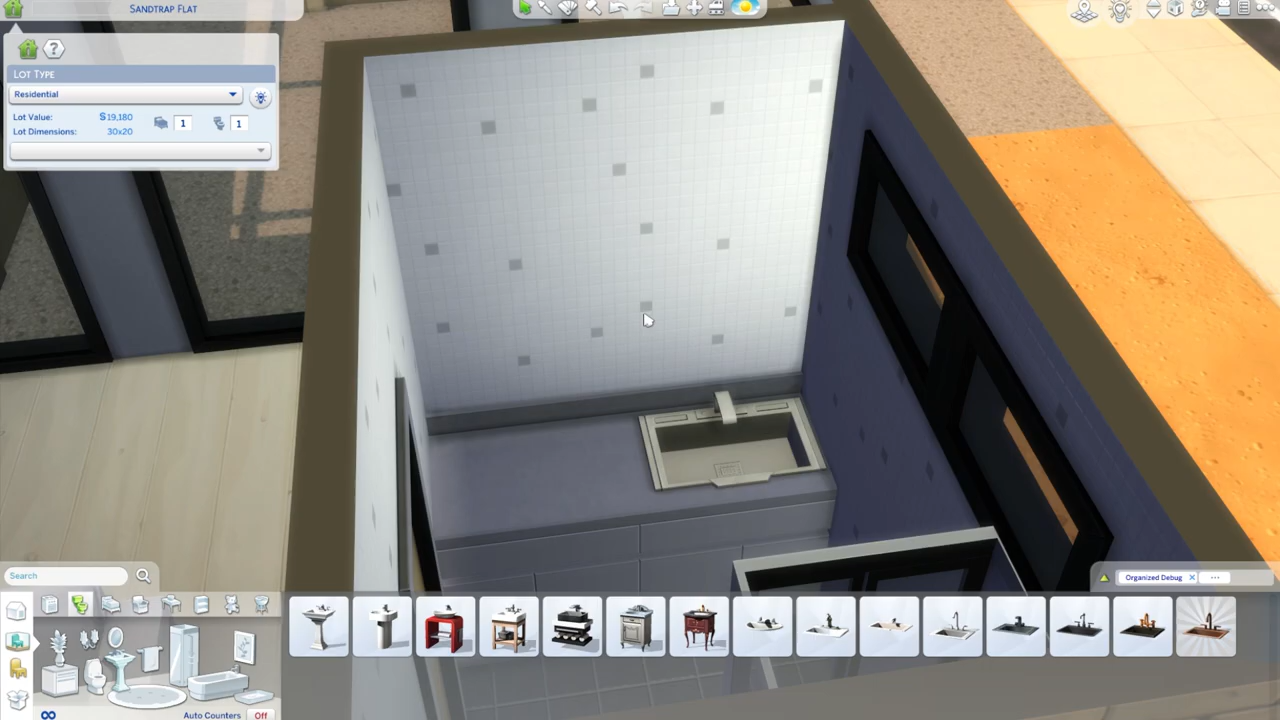 SANDTRAP FLAT
?
LOT TYPE
Residential
Lot Value: §19,180
1
1
Lot Dimensions: 30x20
Search
Organized Debug X ...
Auto Counters Off